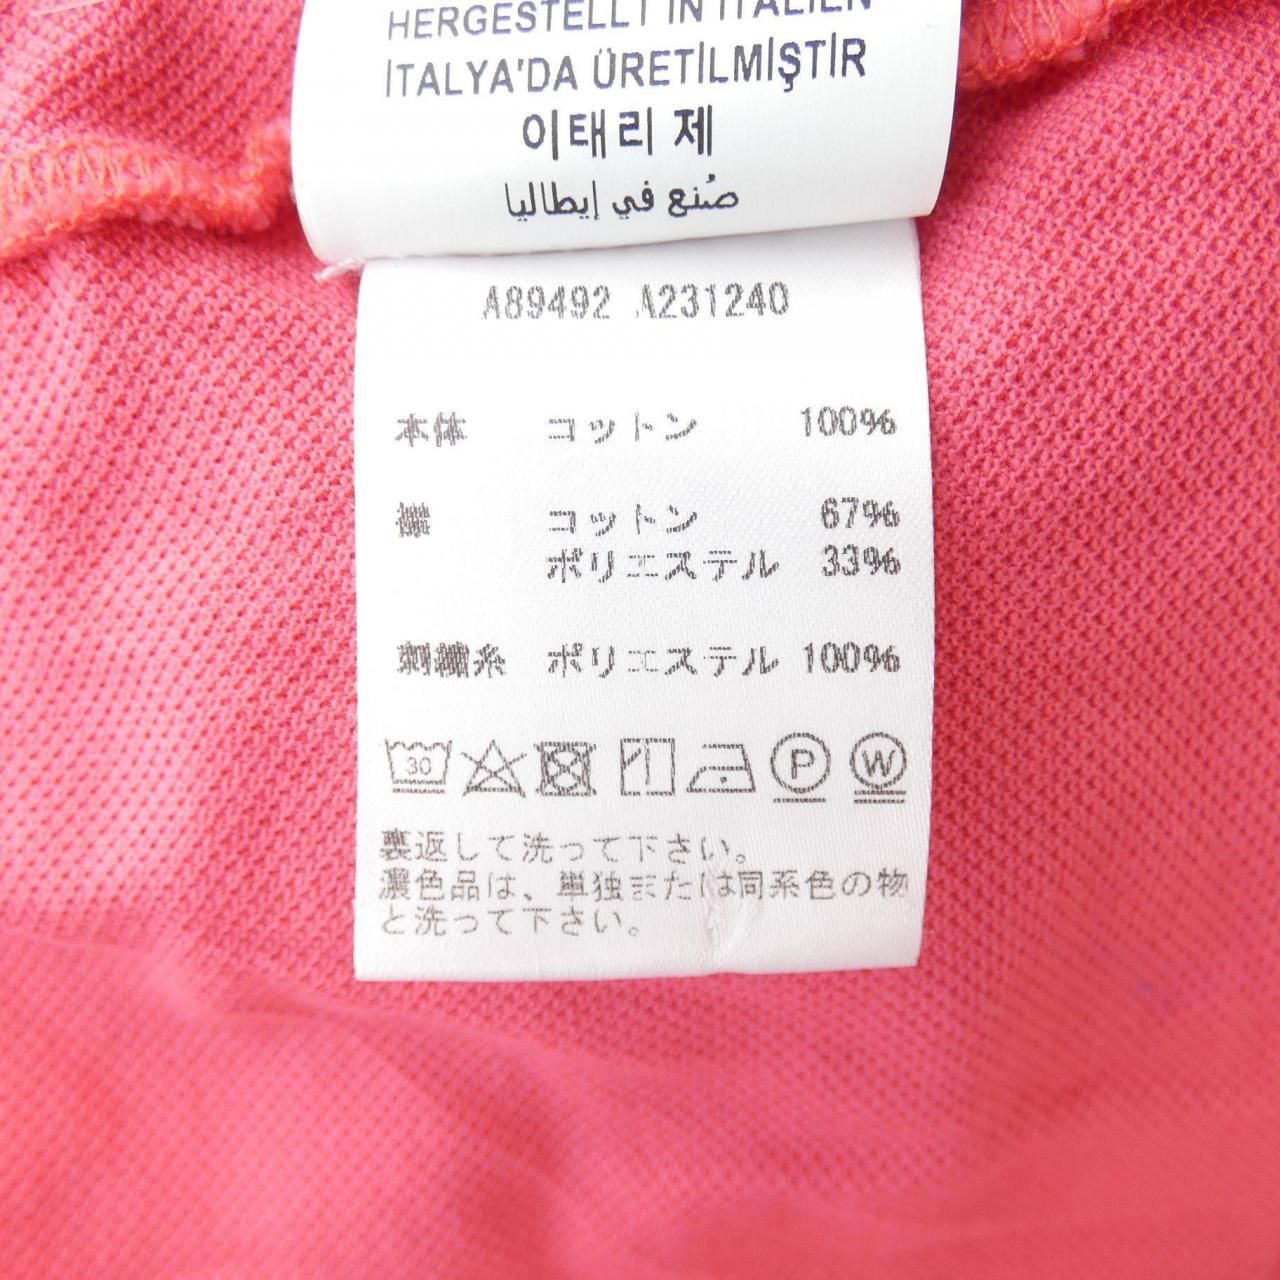 HERGESTELLT IN ITALIEN
İTALYA'DA ÜRETİLMİŞTİR
이태리 제
صُنع في إيطاليا
A89492 A231240
本体 コットン 100%
襟 コットン 67%
ポリエステル 33%
刺繍糸 ポリエステル 100%
30
P
W
裏返して洗って下さい。
濃色品は、単独または同系色の物
と洗って下さい。